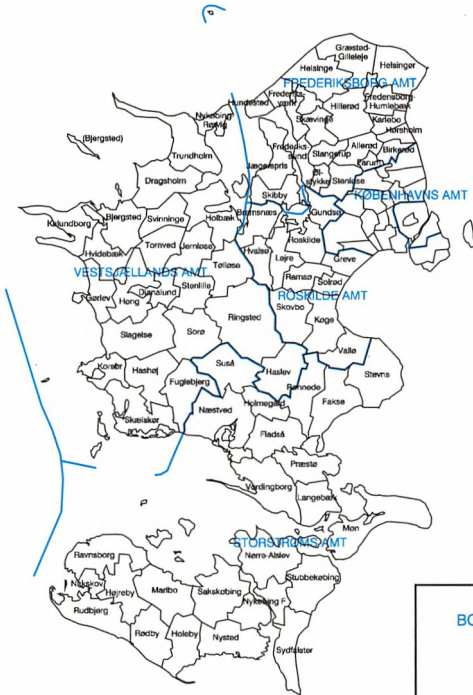 Græsted-
Gilleleje
Helsinge
Helsingør
FREDERIKSBORG AMT
Frederiks-
værk
Hundested
Hillerød
Fredensborg-
Humlebæk
Nykøbing-
Rørvig
Skævinge
Karlebo
Hørsholm
(Bjergsted)
Frederiks-
sund
Slangerup
Allerød
Birkerød
Trundholm
Jægerspris
Farum
Øl-
stykke
Stenløse
Dragsholm
Skibby
KØBENHAVNS AMT
Kalundborg
Bjergsted
Svinninge
Holbæk
Bramsnæs
Gundsø
Hvidebæk
Tornved
Jernløse
Hvalsø
Roskilde
Lejre
Greve
VESTSJÆLLANDS AMT
Tølløse
Ramsø
Solrød
Gørlev
Høng
Dianalund
Stenlille
ROSKILDE AMT
Skovbo
Ringsted
Køge
Slagelse
Sorø
Vallø
Korsør
Hashøj
Suså
Haslev
Stevns
Fuglebjerg
Rønnede
Fakse
Skælskør
Næstved
Holmegård
Fladså
Præstø
Vordingborg
Langebæk
Møn
STORSTRØMS AMT
Ravnsborg
Nørre-Alslev
Stubbekøbing
Nakskov
Højreby
Maribo
Sakskøbing
Rudbjerg
Nykøbing F
Rødby
Holeby
Nysted
Sydfalster
BO